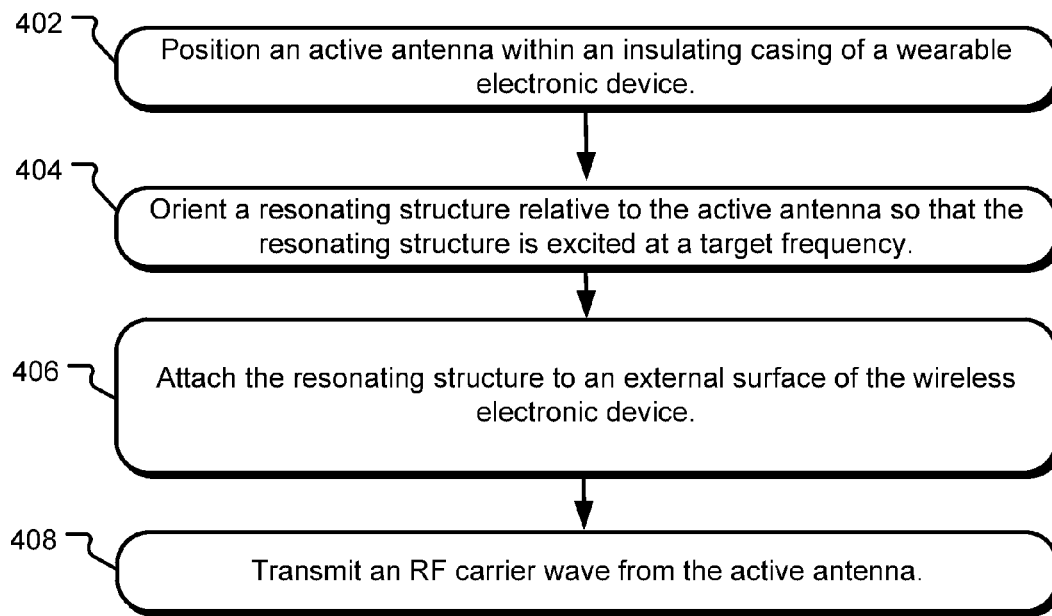 402
Position an active antenna within an insulating casing of a wearable
electronic device.
404
Orient a resonating structure relative to the active antenna so that the
resonating structure is excited at a target frequency.
406
Attach the resonating structure to an external surface of the wireless
electronic device.
408
Transmit an RF carrier wave from the active antenna.